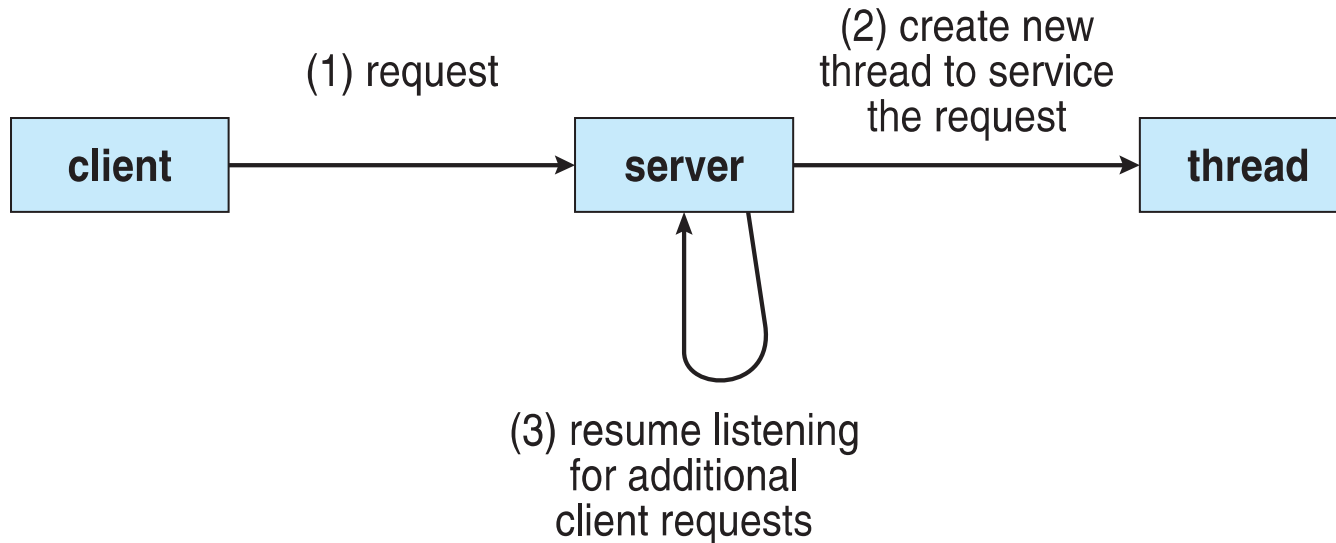 (1) request
(2) create new
thread to service
the request
client
server
thread
(3) resume listening
for additional
client requests